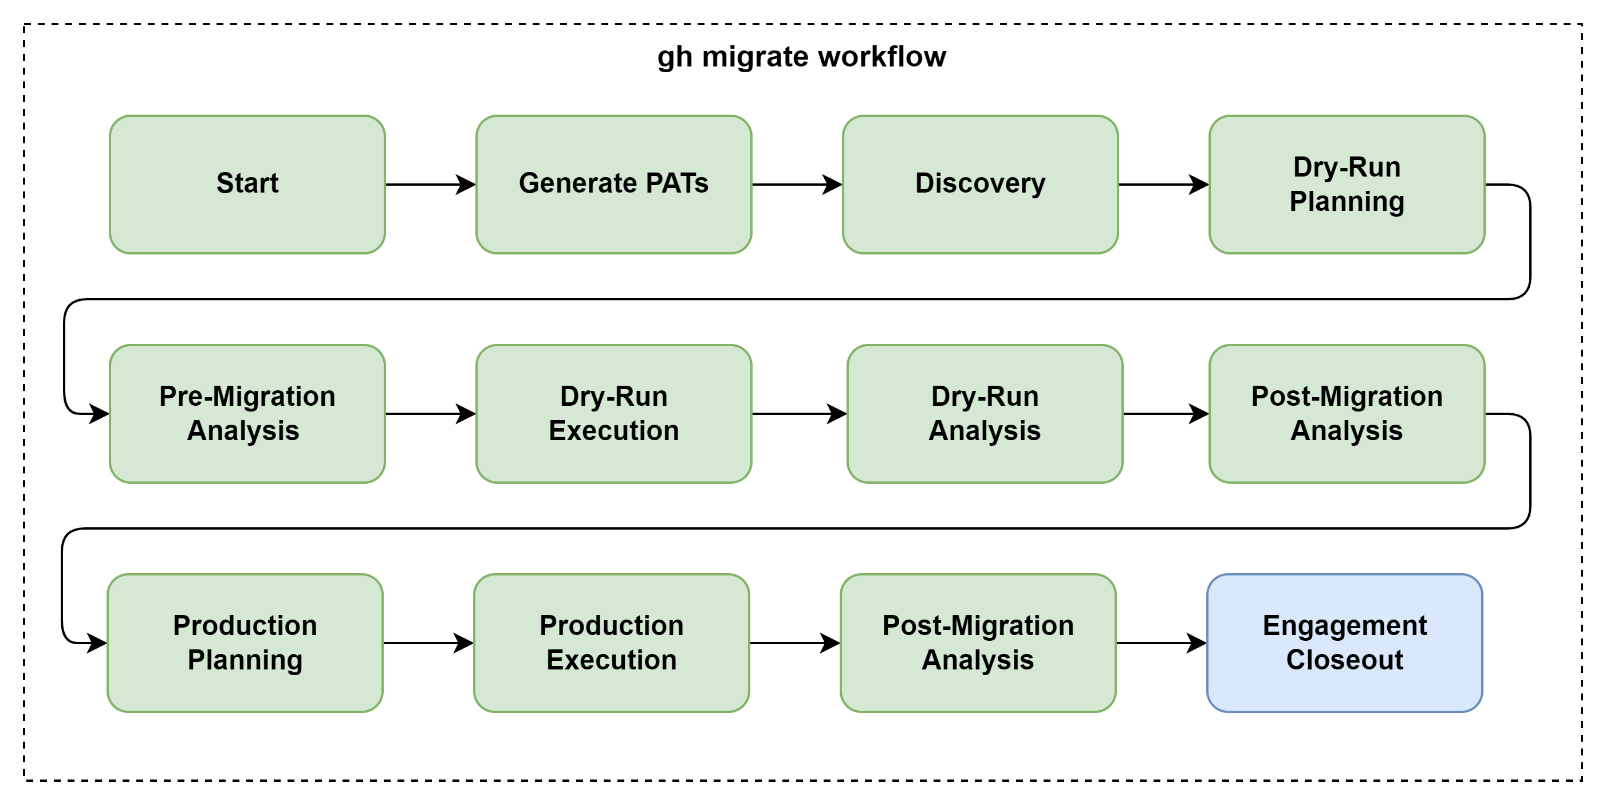 gh migrate workflow
Start
Generate PATs
Discovery
Dry-Run
Planning
Pre-Migration
Analysis
Dry-Run
Execution
Dry-Run
Analysis
Post-Migration
Analysis
Production
Planning
Production
Execution
Post-Migration
Analysis
Engagement
Closeout